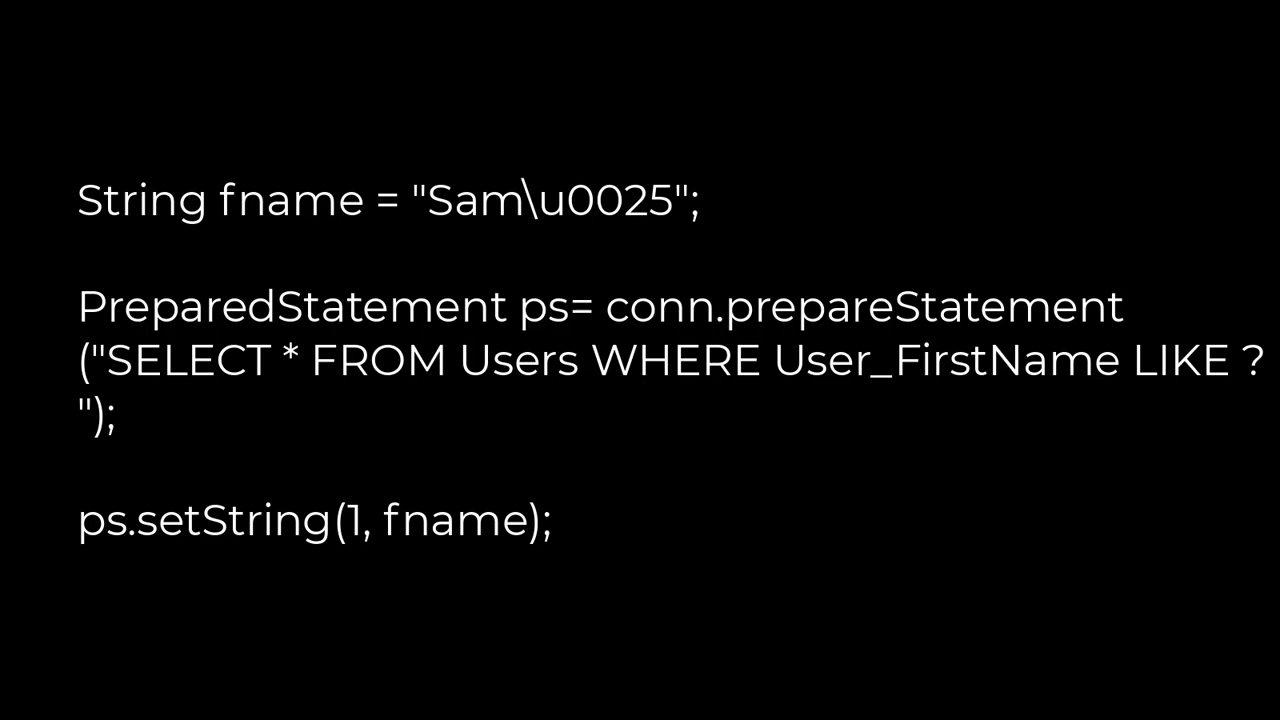 String fname = "Sam\u0025";
PreparedStatement ps= conn.prepareStatement
("SELECT * FROM Users WHERE User_FirstName LIKE ?
");
ps.setString(1, fname);